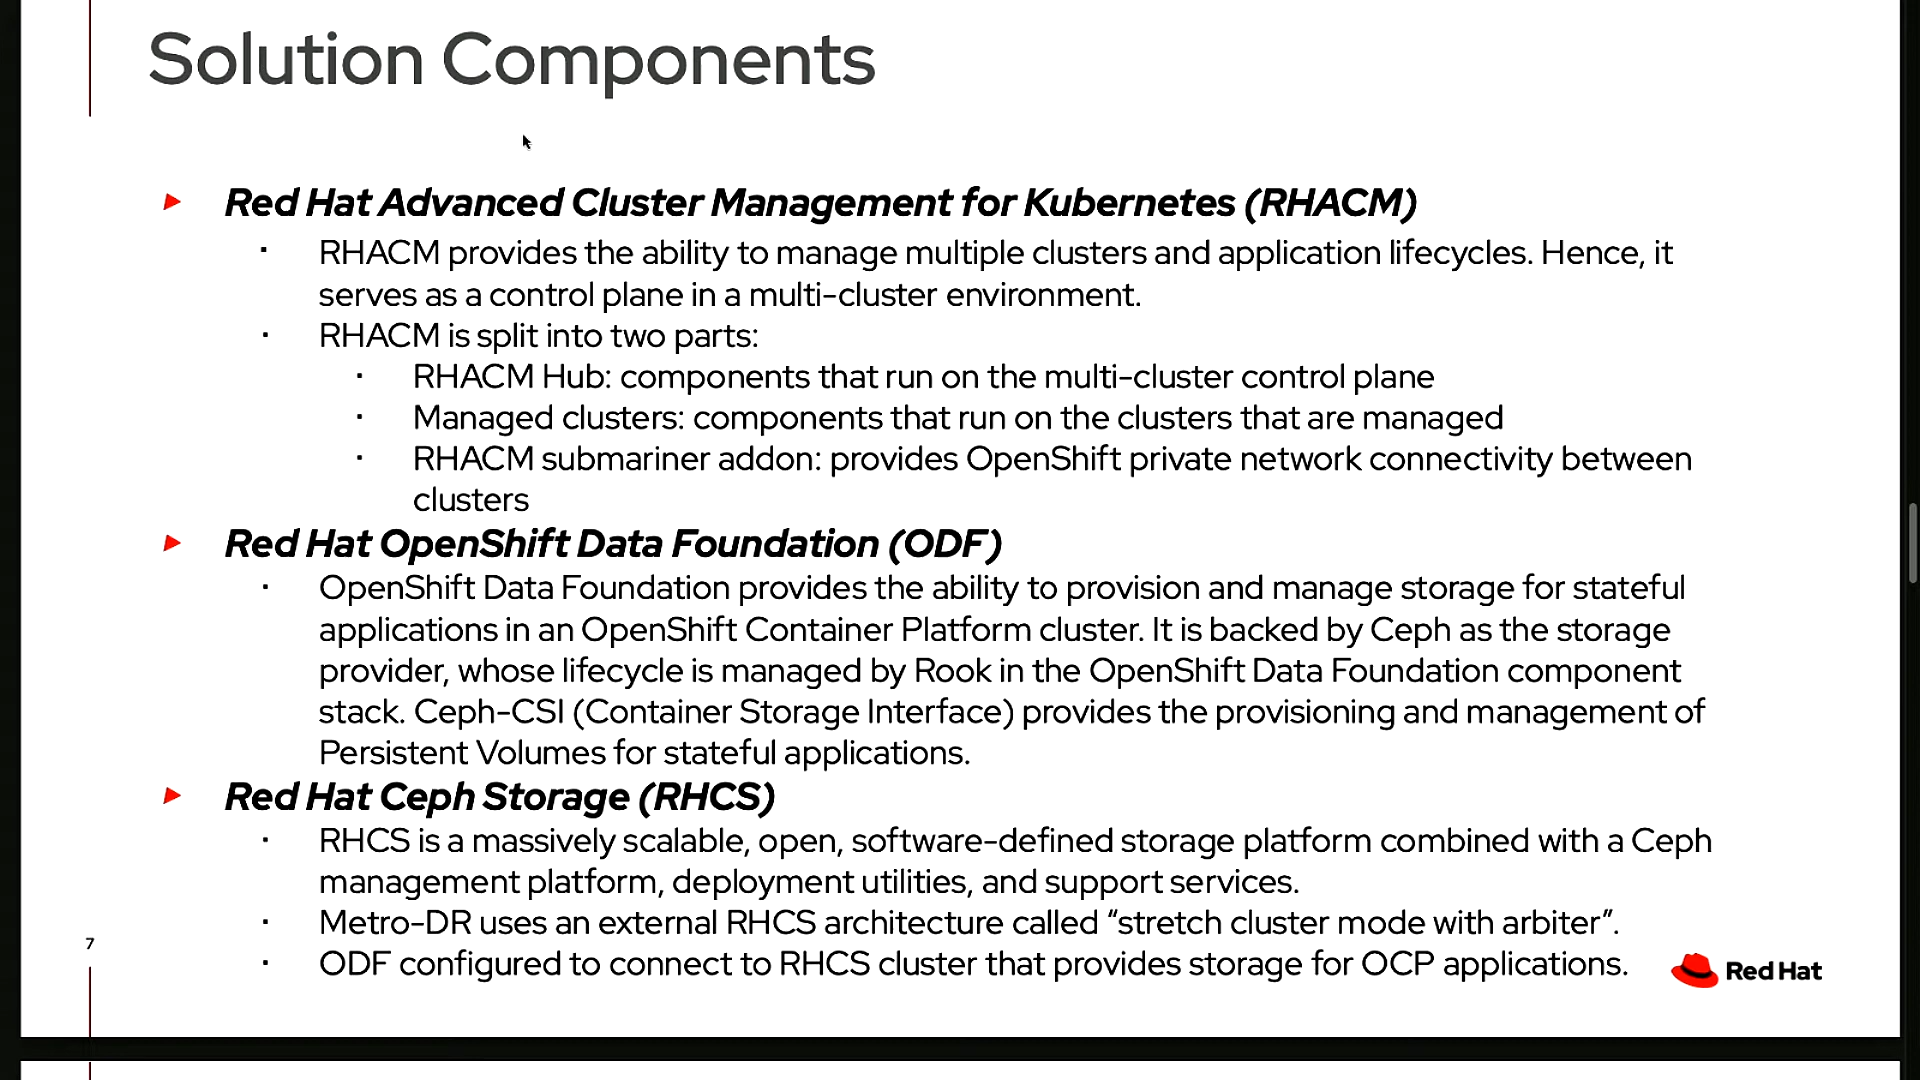 Solution Components
Red Hat Advanced Cluster Management for Kubernetes (RHACM)
RHACM provides the ability to manage multiple clusters and application lifecycles. Hence, it
serves as a control plane in a multi-cluster environment.
RHACM is split into two parts:
RHACM Hub: components that run on the multi-cluster control plane
Managed clusters: components that run on the clusters that are managed
RHACM submariner addon: provides OpenShift private network connectivity between
clusters
Red Hat OpenShift Data Foundation (ODF)
OpenShift Data Foundation provides the ability to provision and manage storage for stateful
applications in an OpenShift Container Platform cluster. It is backed by Ceph as the storage
provider, whose lifecycle is managed by Rook in the OpenShift Data Foundation component
stack. Ceph-CSI (Container Storage Interface) provides the provisioning and management of
Persistent Volumes for stateful applications.
Red Hat Ceph Storage (RHCS)
RHCS is a massively scalable, open, software-defined storage platform combined with a Ceph
management platform, deployment utilities, and support services.
Metro-DR uses an external RHCS architecture called “stretch cluster mode with arbiter”.
ODF configured to connect to RHCS cluster that provides storage for OCP applications.
7
Red Hat